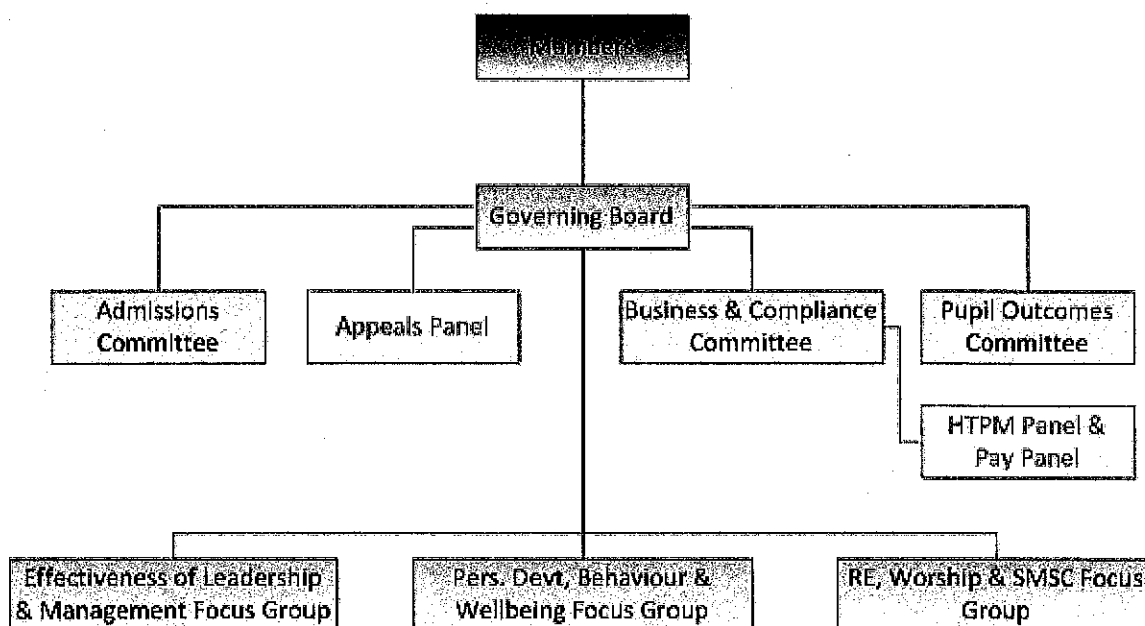 Members
Governing Board
Admissions
Committee
Appeals Panel
Business & Compliance
Committee
Pupil Outcomes
Committee
HTPM Panel &
Pay Panel
Effectiveness of Leadership
& Management Focus Group
Pers. Devt, Behaviour &
Wellbeing Focus Group
RE, Worship & SMSC Focus
Group